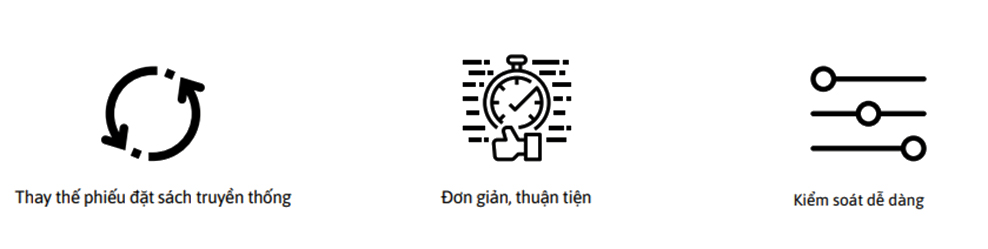 Thay thế phiếu đặt sách truyền thống
Đơn giản, thuận tiện
Kiểm soát dễ dàng